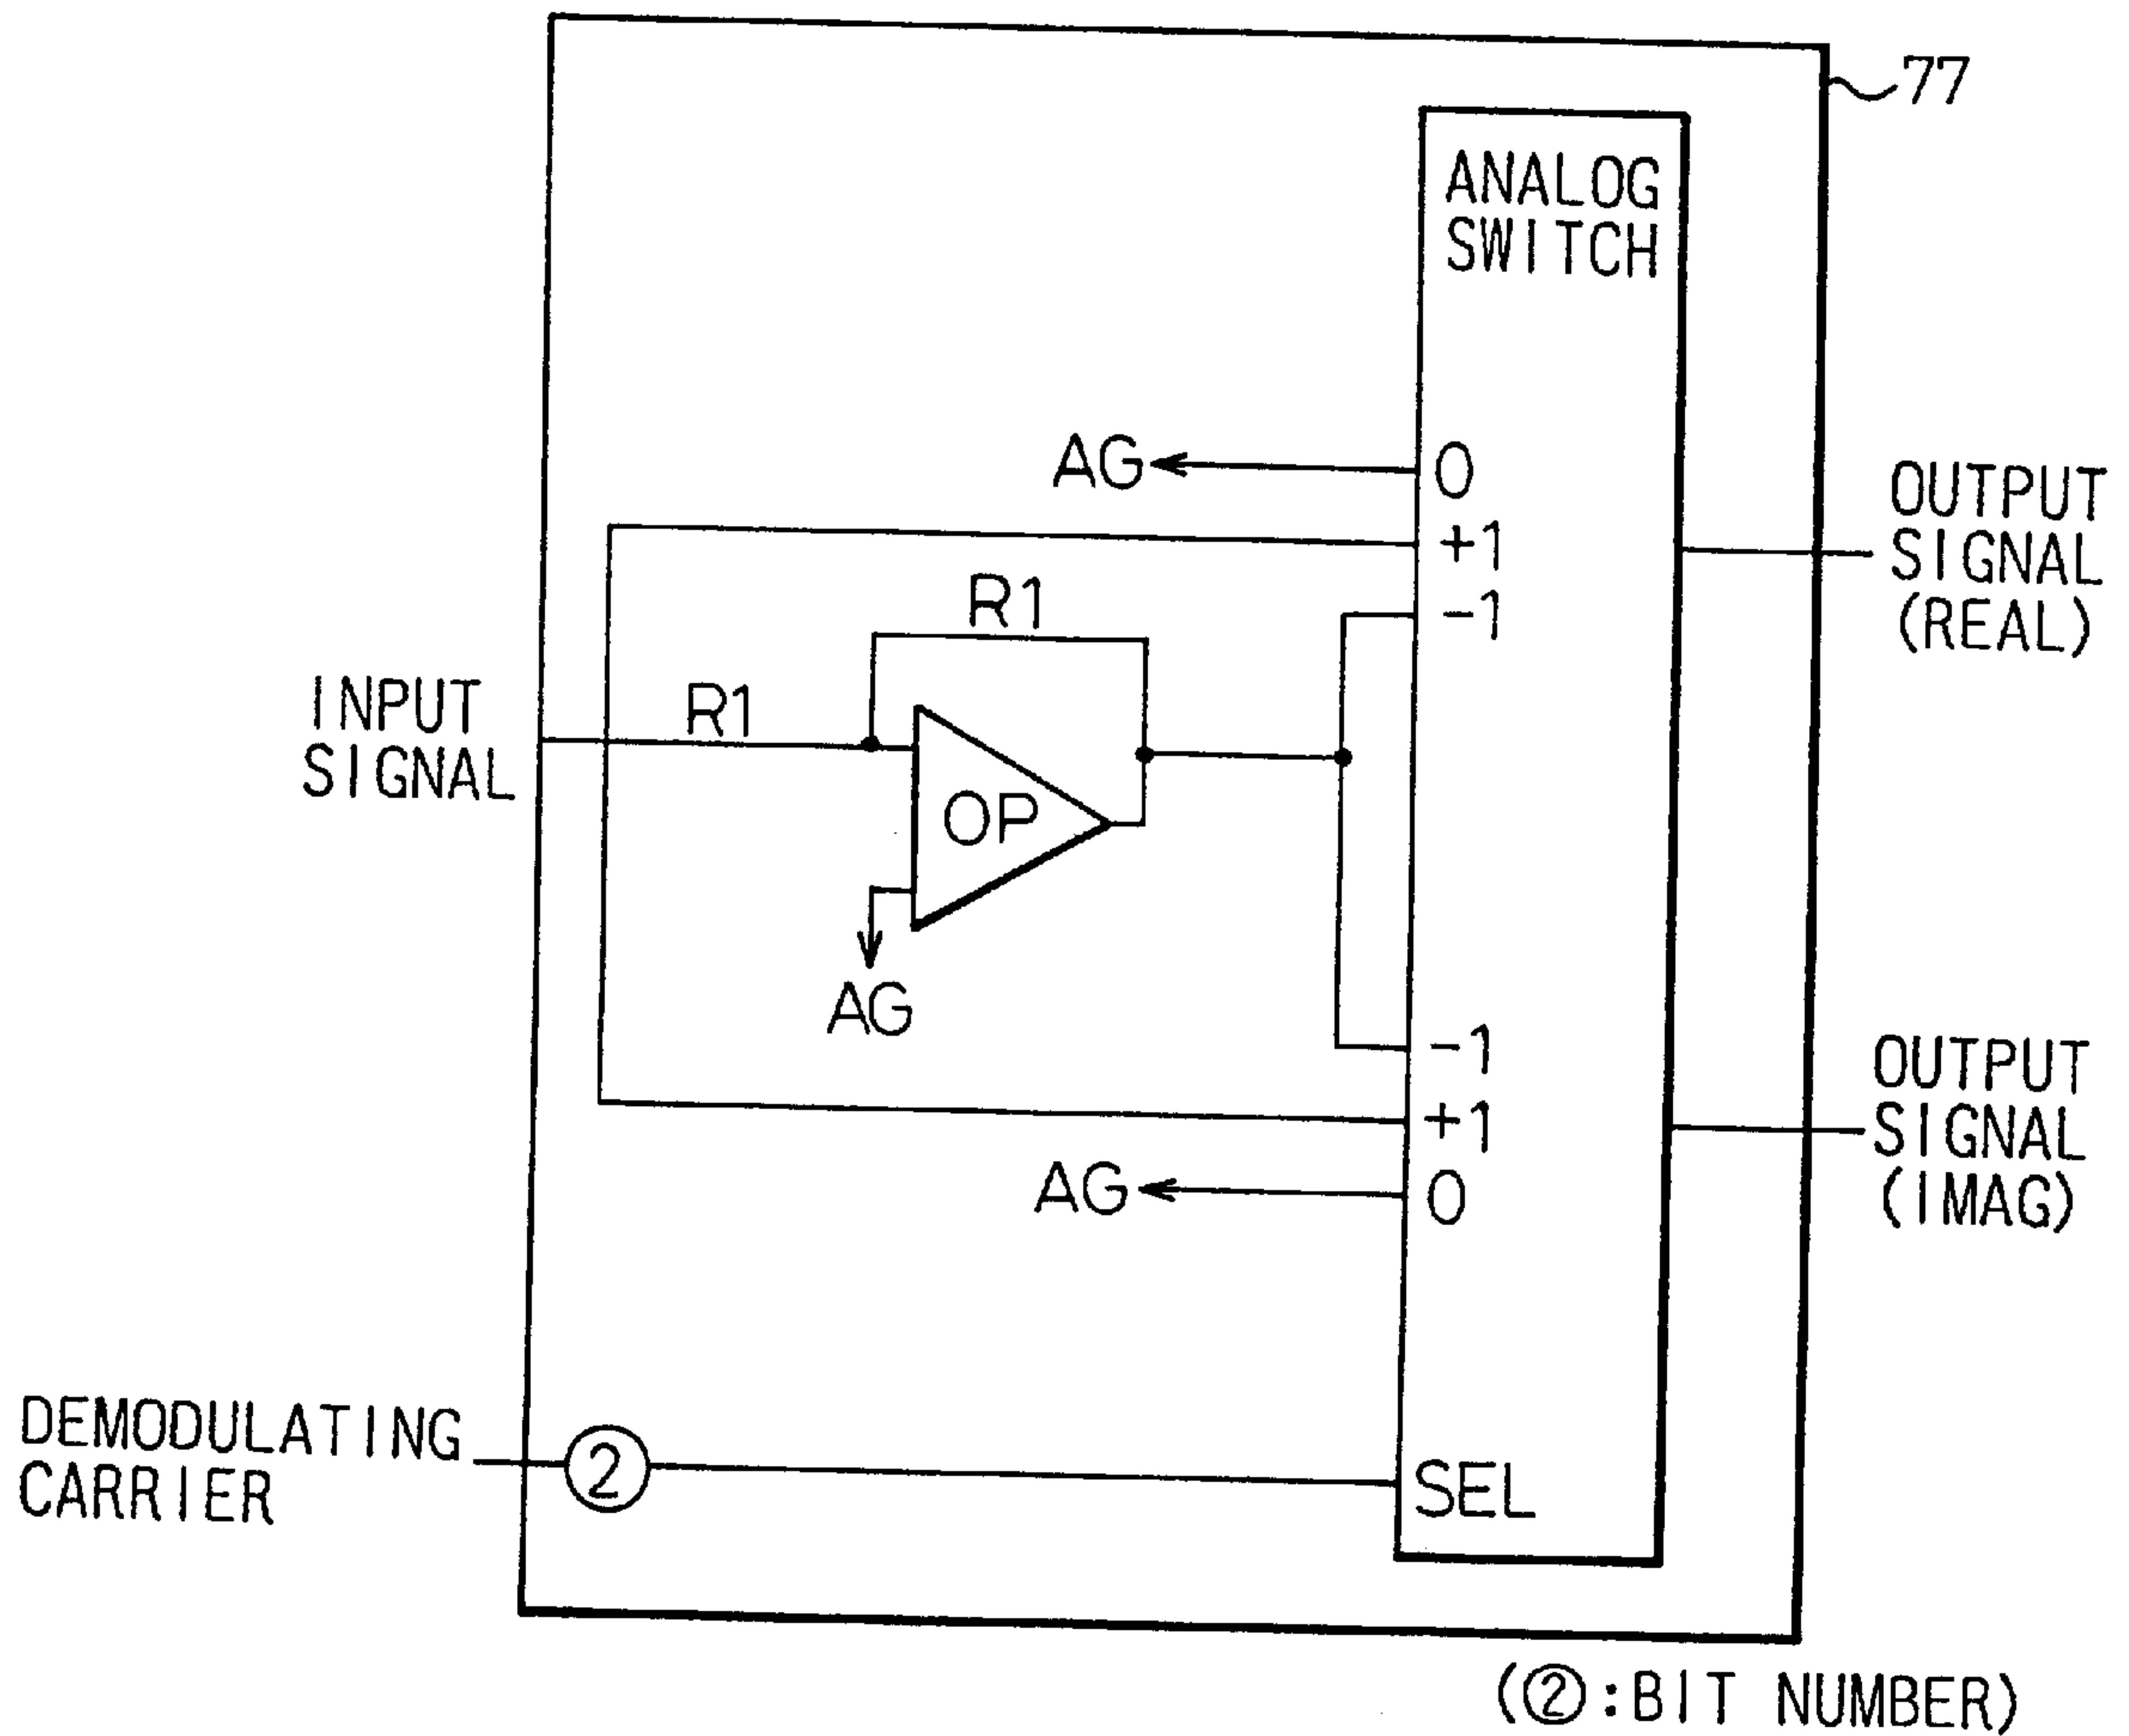 77
ANALOG
SWITCH
AG
0
+1
-1
R1
R1
INPUT
SIGNAL
OP
AG
-1
+1
AG
0
OUTPUT
SIGNAL
(REAL)
OUTPUT
SIGNAL
(IMAG)
DEMODULATING
CARRIER
②
SEL
(②:BIT NUMBER)